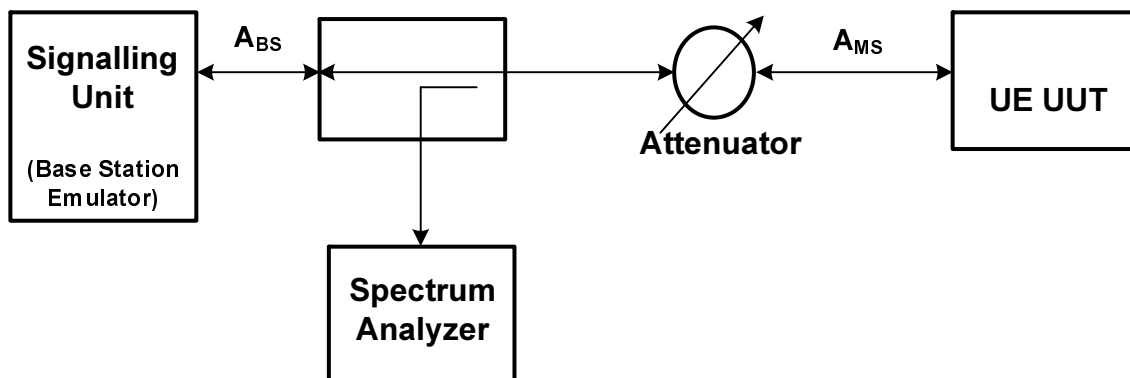 Signalling
Unit
(Base Station
Emulator)
ABS
Attenuator
AMS
UE UUT
Spectrum
Analyzer